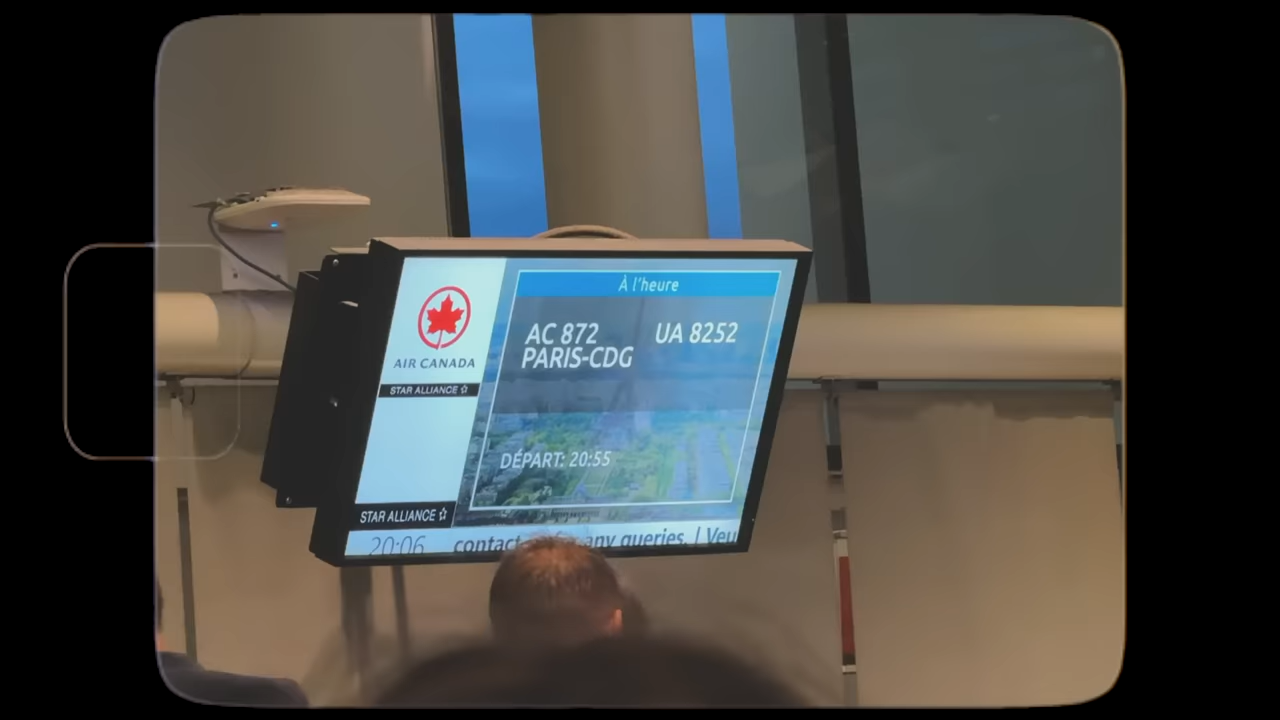 À l'heure
AC 872 UA 8252
PARIS-CDG
DÉPART: 20:55
AIR CANADA
STAR ALLIANCE
STAR ALLIANCE
20:06 contact any queries. | Veu